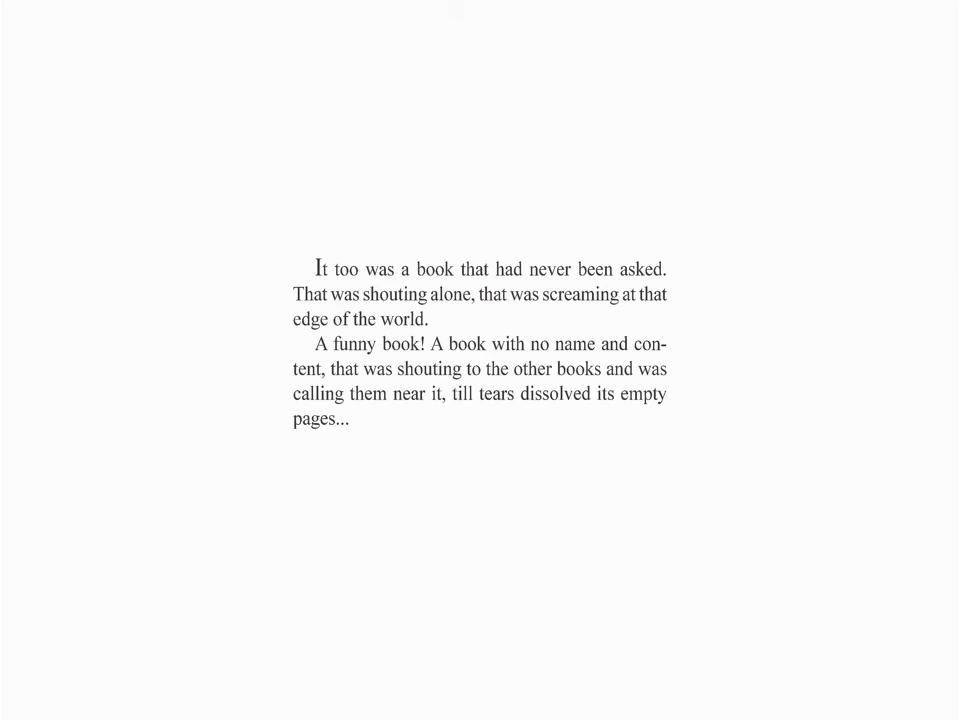 It too was a book that had never been asked.
That was shouting alone, that was screaming at that
edge of the world.
A funny book! A book with no name and con-
tent, that was shouting to the other books and was
calling them near it, till tears dissolved its empty
pages...